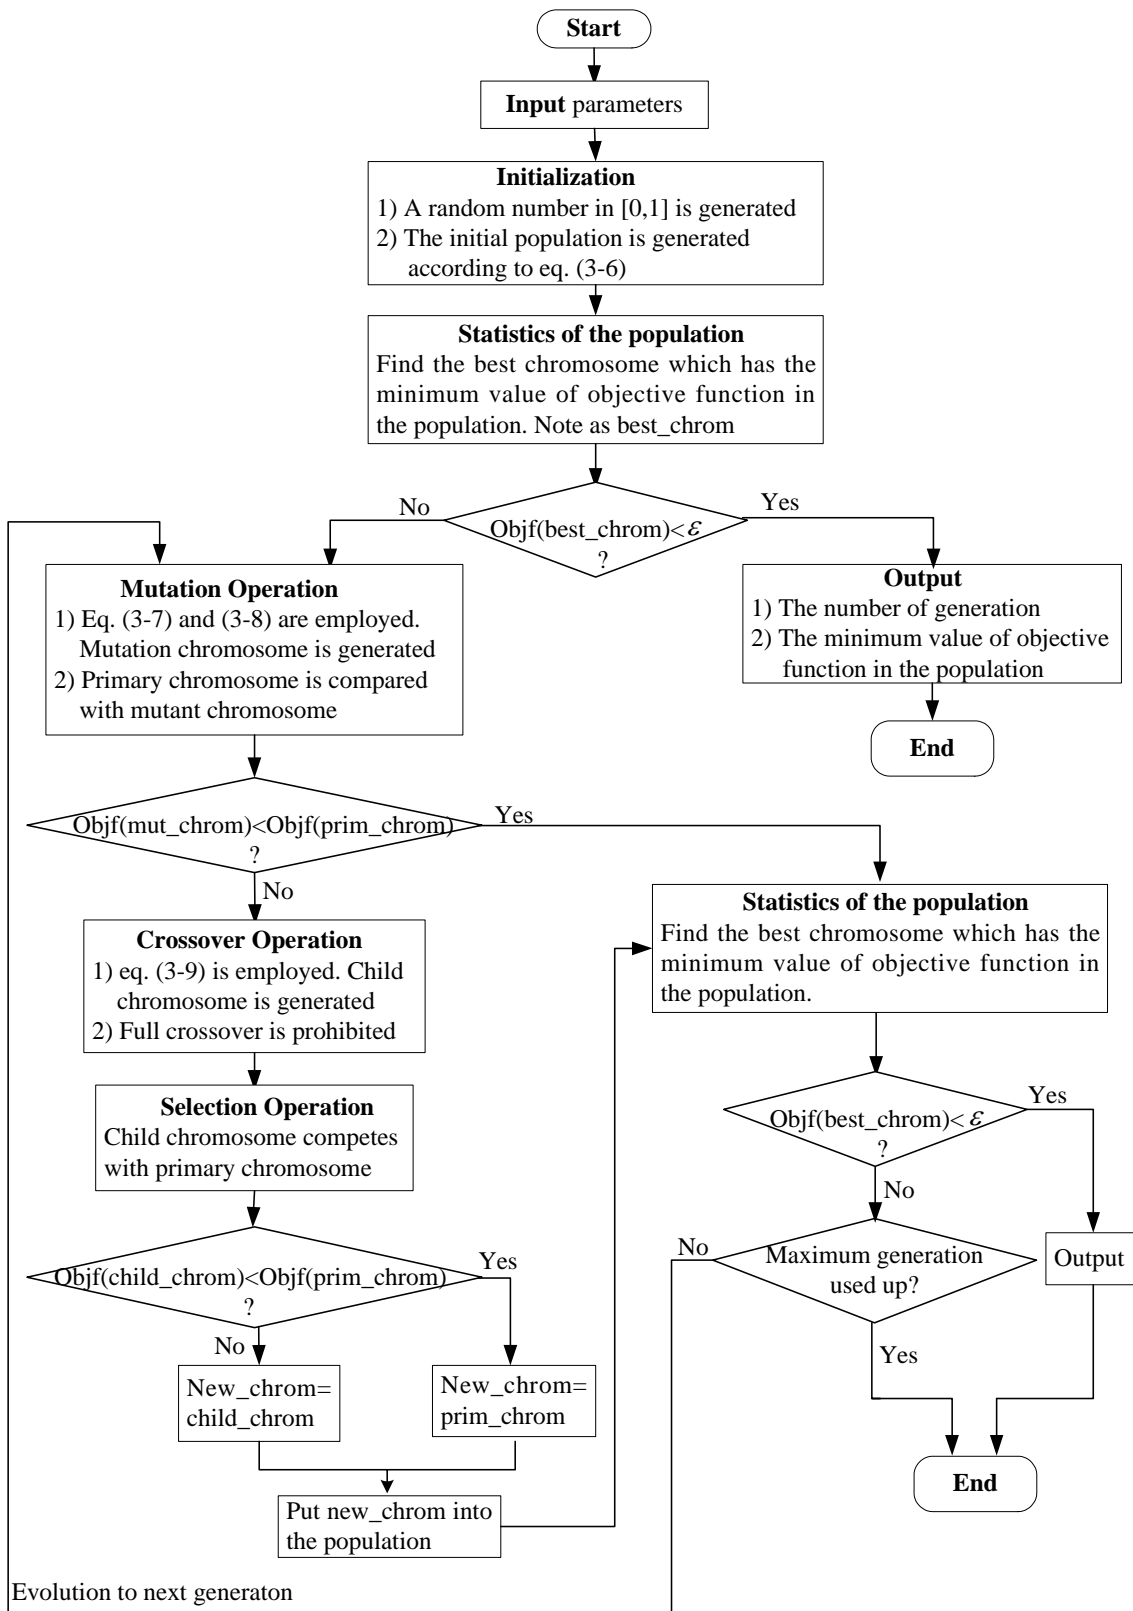 Start
Input parameters
Initialization
1) A random number in [0,1] is generated
2) The initial population is generated
according to eq. (3-6)
Statistics of the population
Find the best chromosome which has the
minimum value of objective function in
the population. Note as best_chrom
No
Yes
Objf(best_chrom)<ε
?
Mutation Operation
1) Eq. (3-7) and (3-8) are employed.
Mutation chromosome is generated
2) Primary chromosome is compared
with mutant chromosome
Output
1) The number of generation
2) The minimum value of objective
function in the population
End
Objf(mut_chrom)<Objf(prim_chrom)
?
Yes
No
Crossover Operation
1) eq. (3-9) is employed. Child
chromosome is generated
2) Full crossover is prohibited
Statistics of the population
Find the best chromosome which has the
minimum value of objective function in
the population.
Selection Operation
Child chromosome competes
with primary chromosome
Objf(best_chrom)<ε
?
Yes
No
Objf(child_chrom)<Objf(prim_chrom)
?
Yes
No
No
Maximum generation
used up?
Output
Yes
New_chrom=
child_chrom
New_chrom=
prim_chrom
End
Put new_chrom into
the population
Evolution to next generaton